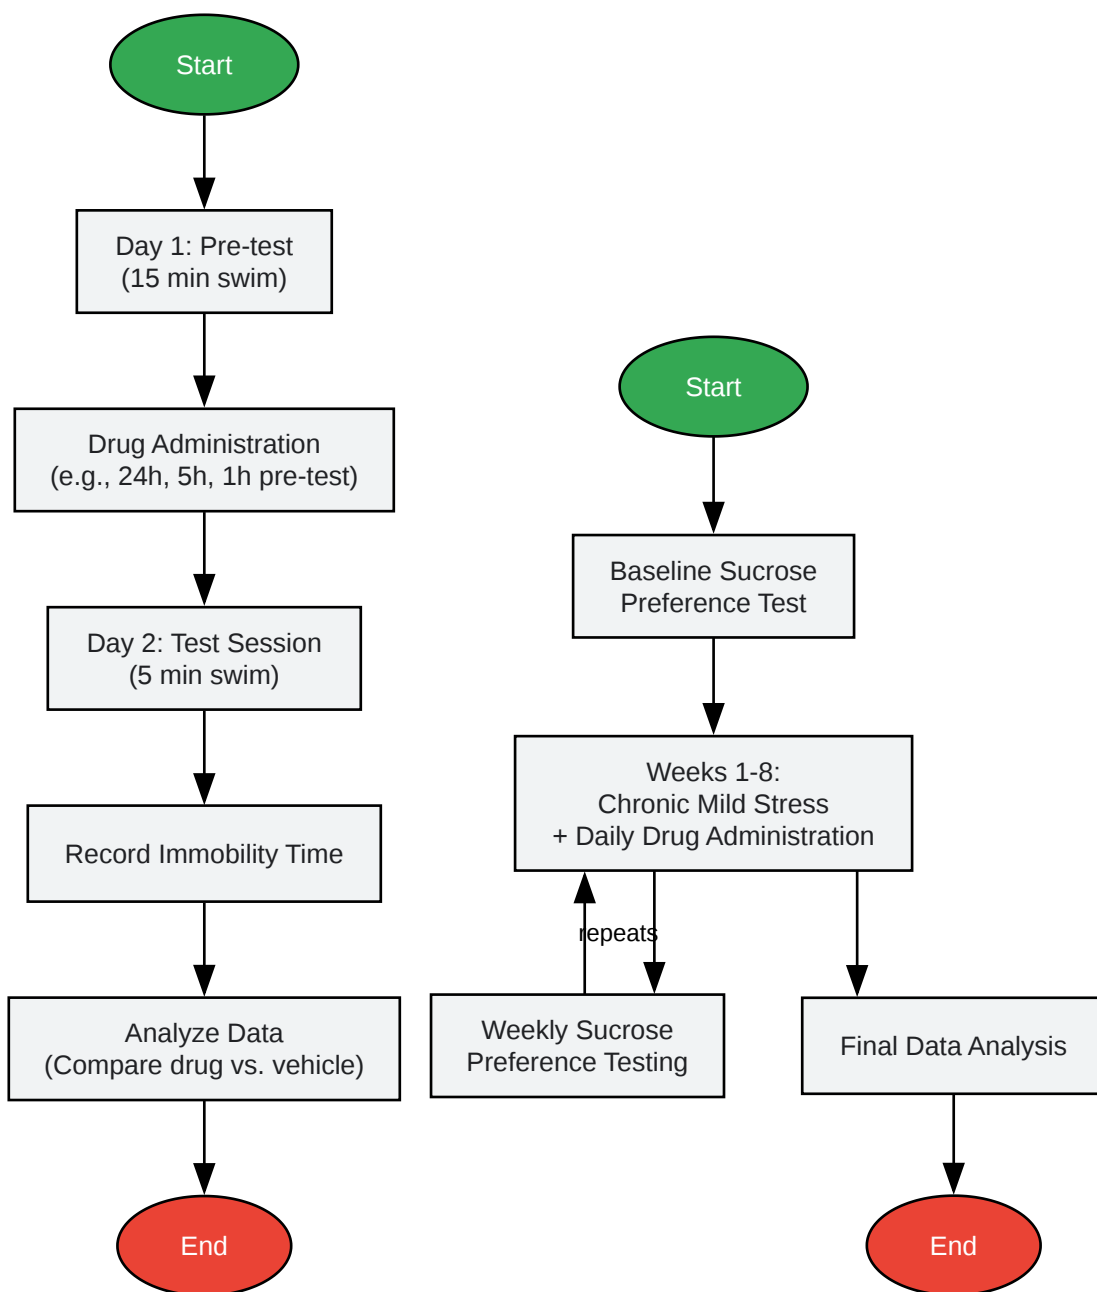 Start
Day 1: Pre-test
(15 min swim)
Drug Administration
(e.g., 24h, 5h, 1h pre-test)
Day 2: Test Session
(5 min swim)
Record Immobility Time
Analyze Data
(Compare drug vs. vehicle)
End
Start
Baseline Sucrose
Preference Test
Weeks 1-8:
Chronic Mild Stress
+ Daily Drug Administration
repeats
Weekly Sucrose
Preference Testing
Final Data Analysis
End